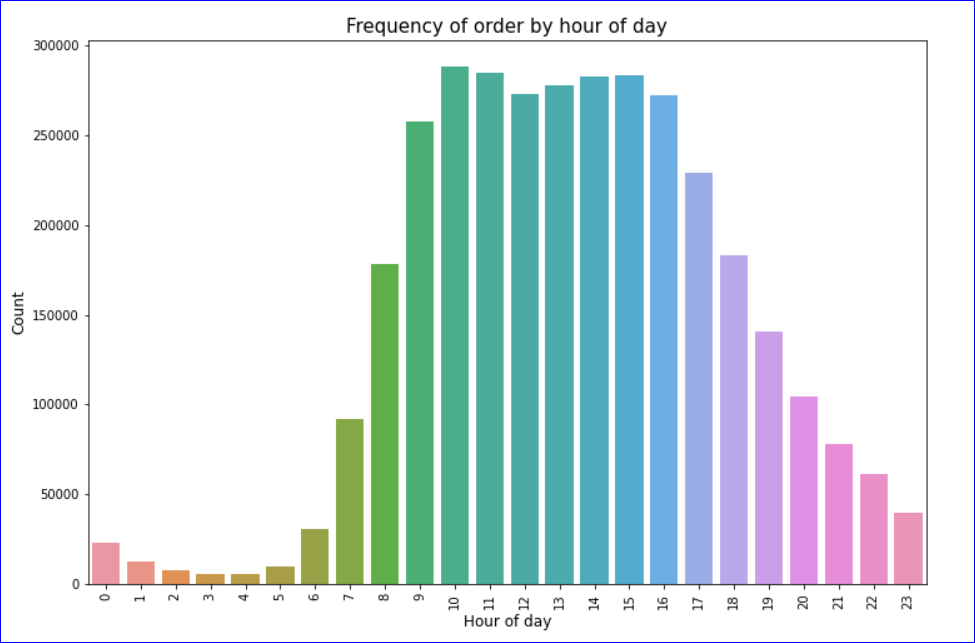 Frequency of order by hour of day
300000
250000
200000
150000
100000
50000
0
Count
0 1 2 3 4 5 6 7 8 9 10 11 12 13 14 15 16 17 18 19 20 21 22 23
Hour of day